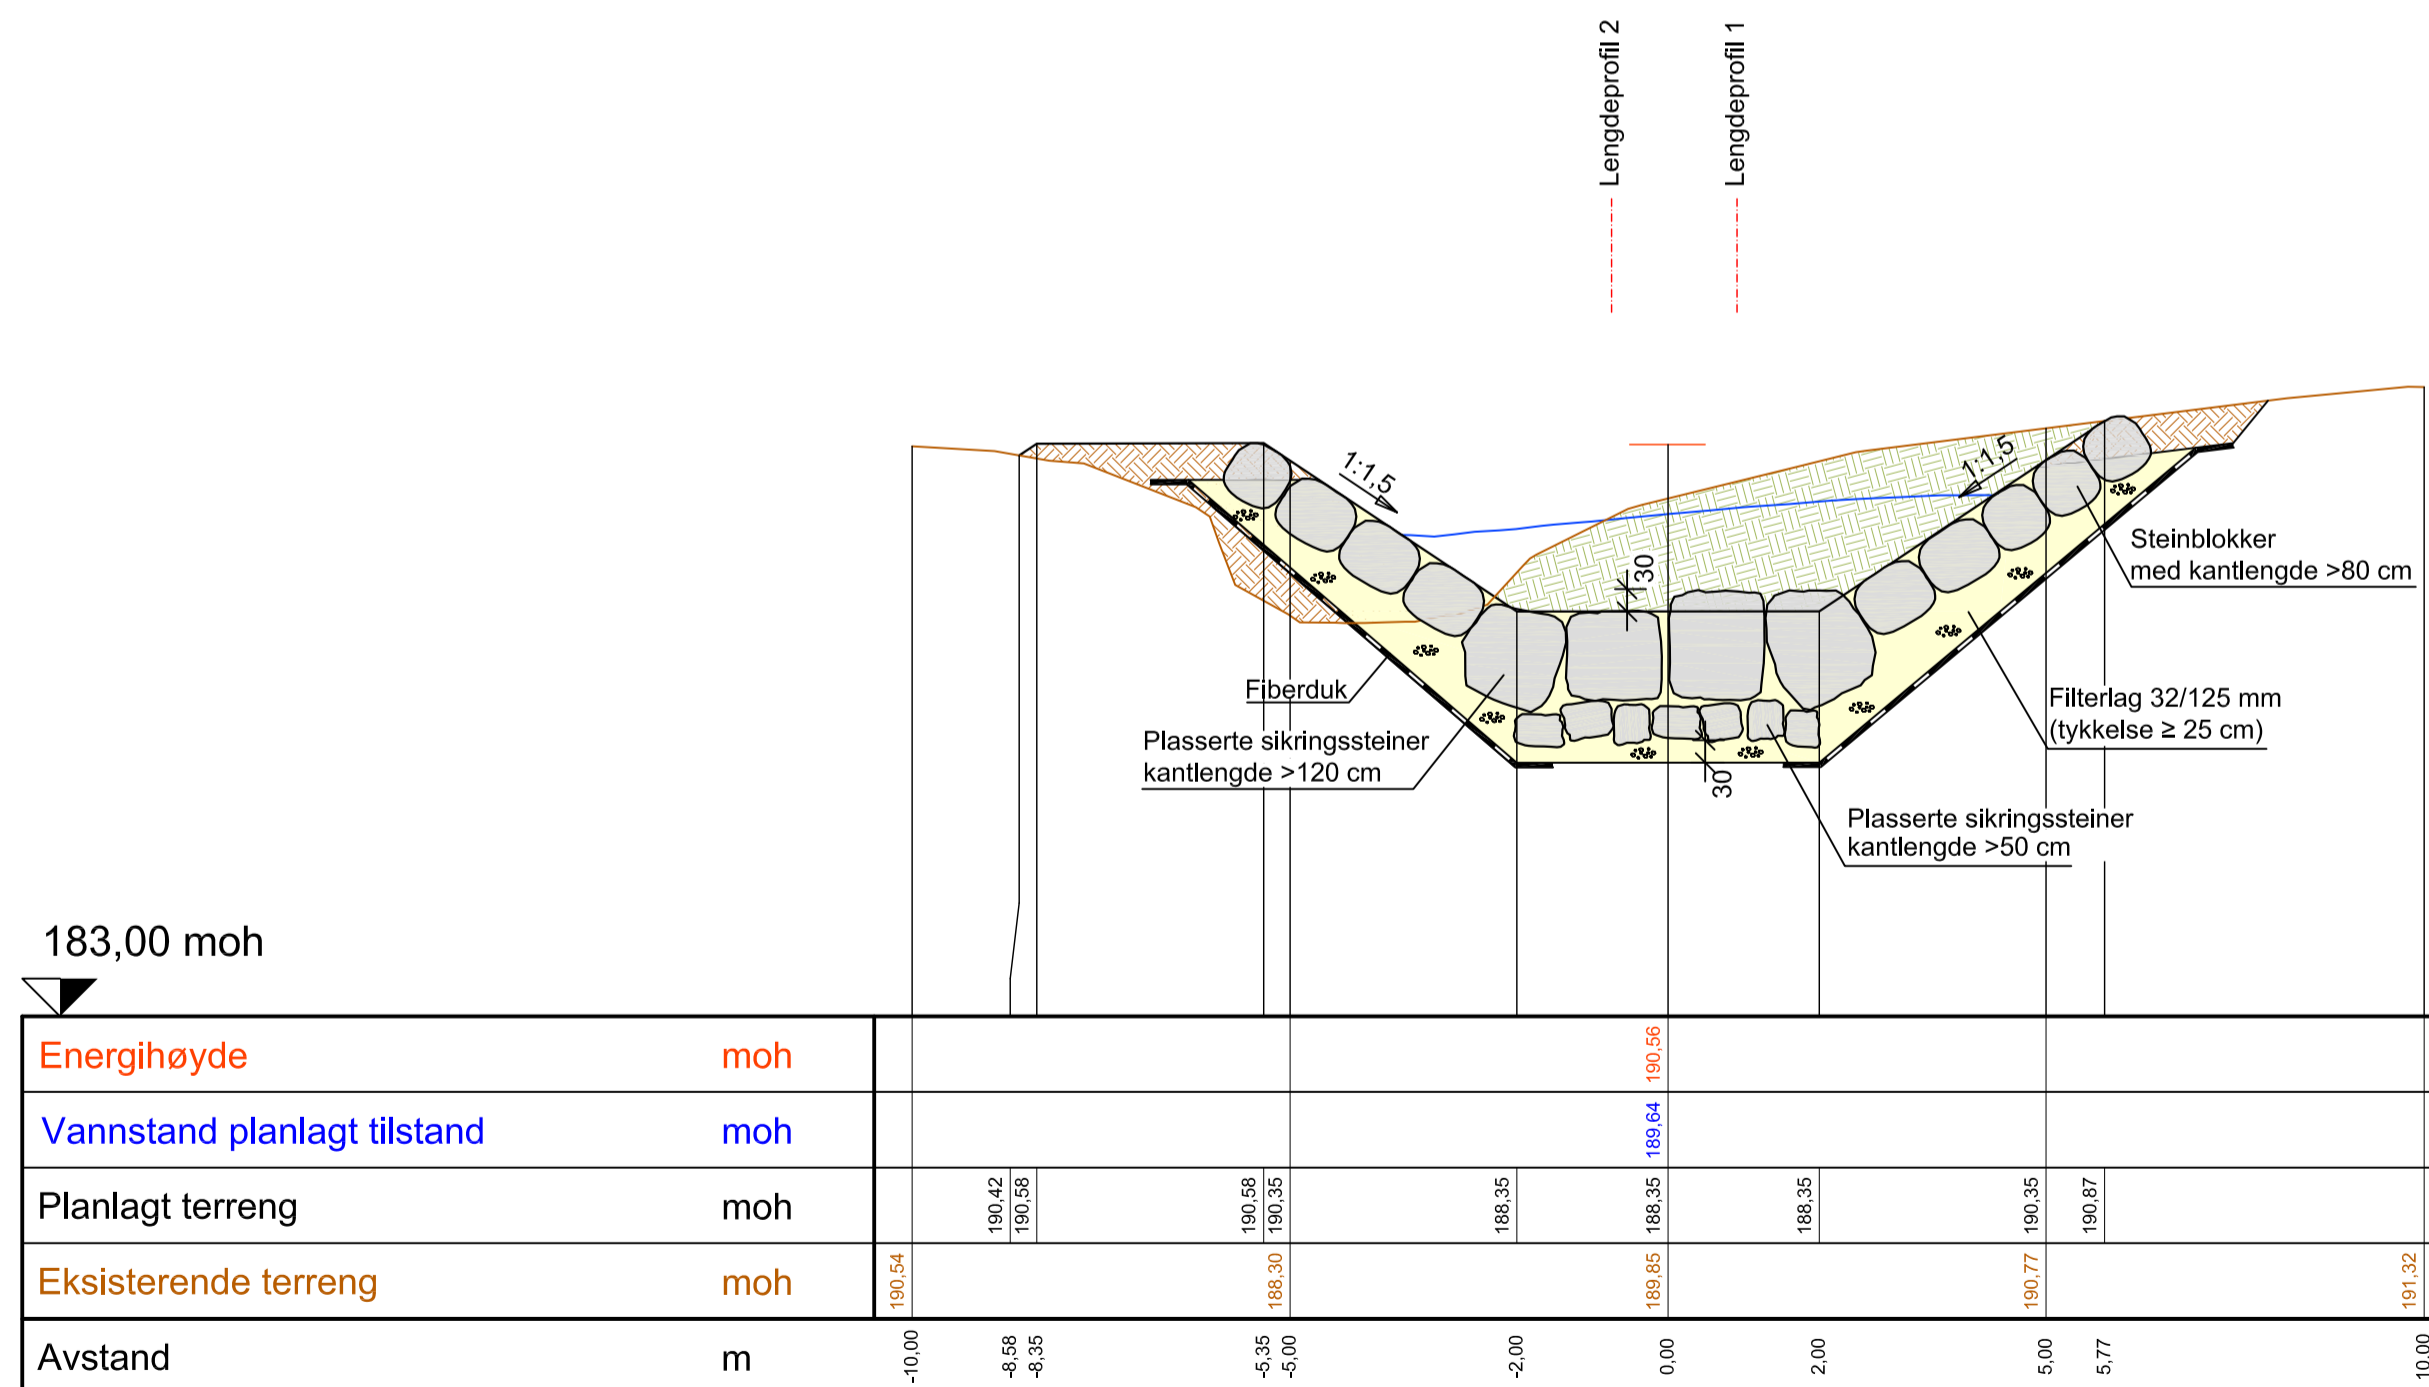 Lengdeprofil 2
Lengdeprofil 1
1:1,5
1:1,5
30
Steinblokker
med kantlengde >80 cm
Fiberduk
Filterlag 32/125 mm
(tykkelse ≥ 25 cm)
Plasserte sikringssteiner
kantlengde >120 cm
30
Plasserte sikringssteiner
kantlengde >50 cm
183,00 moh
Energihøyde moh 190,56
Vannstand planlagt tilstand moh 189,64
Planlagt terreng moh 190,42 190,58 190,58 190,35 188,35 188,35 188,35 190,35 190,87
Eksisterende terreng moh 190,54 188,30 189,85 190,77 191,32
Avstand m -10,00 -8,58 -8,35 -5,35 -5,00 -2,00 0,00 2,00 5,00 5,77 10,00